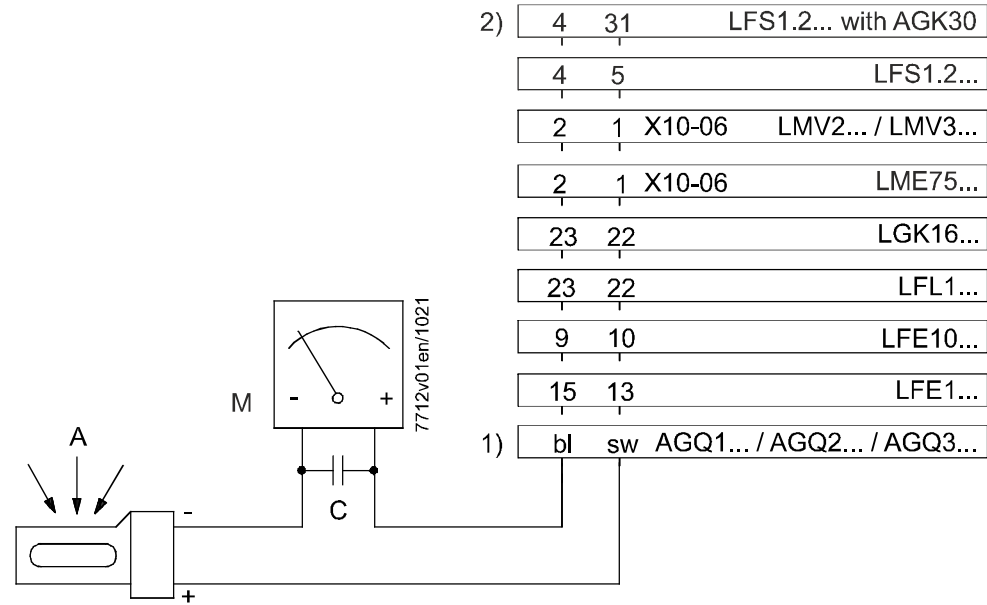 2) 4 31 LFS1.2... with AGK30
4 5 LFS1.2...
2 1 X10-06 LMV2... / LMV3...
2 1 X10-06 LME75...
23 22 LGK16...
23 22 LFL1...
9 10 LFE10...
15 13 LFE1...
1) bl sw AGQ1... / AGQ2... / AGQ3...
7712v01en/1021
M - +
A
C
-
+